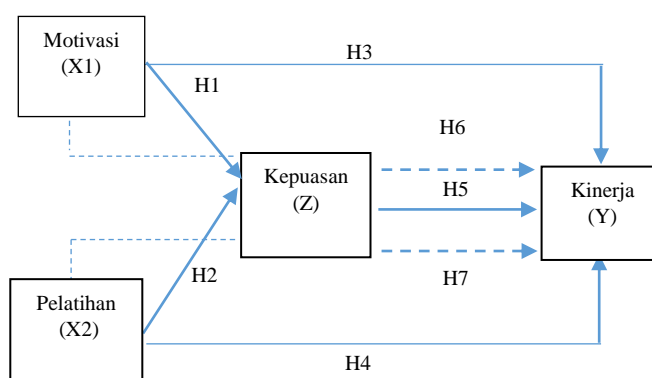 Motivasi
(X1)
H3
H1
H6
Kepuasan
(Z)
H5
Kinerja
(Y)
H2
H7
Pelatihan
(X2)
H4